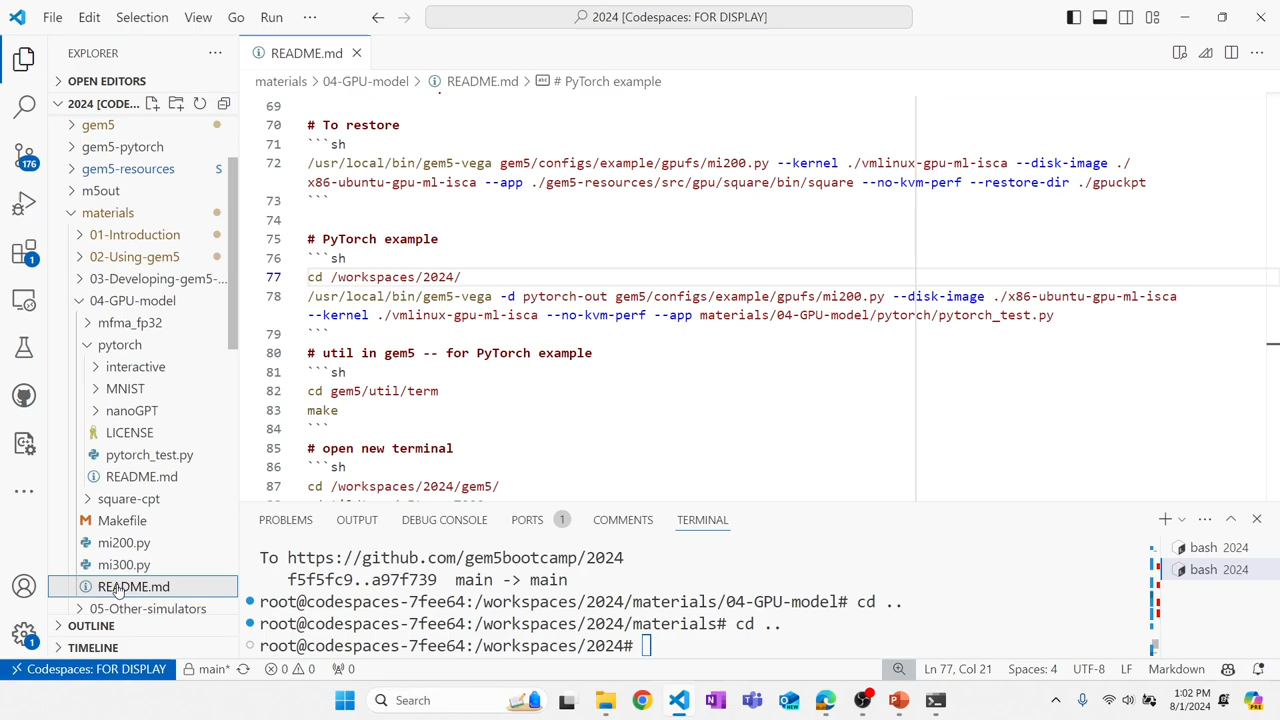 File Edit Selection View Go Run ··· 2024 [Codespaces: FOR DISPLAY]
EXPLORER
OPEN EDITORS
2024 [CODE...
gem5
gem5-pytorch
gem5-resources S
m5out
materials
01-Introduction
02-Using-gem5
03-Developing-gem5-...
04-GPU-model
mfma_fp32
pytorch
interactive
MNIST
nanoGPT
LICENSE
pytorch_test.py
README.md
square-cpt
Makefile
mi200.py
mi300.py
README.md
05-Other-simulators
OUTLINE
TIMELINE
176
1
1
README.md
materials > 04-GPU-model > README.md > # PyTorch example
69
70 # To restore
71 ```sh
72 /usr/local/bin/gem5-vega gem5/configs/example/gpufs/mi200.py --kernel ./vmlinux-gpu-ml-isca --disk-image ./
x86-ubuntu-gpu-ml-isca --app ./gem5-resources/src/gpu/square/bin/square --no-kvm-perf --restore-dir ./gpuckpt
73 ```
74
75 # PyTorch example
76 ```sh
77 cd /workspaces/2024/
78 /usr/local/bin/gem5-vega -d pytorch-out gem5/configs/example/gpufs/mi200.py --disk-image ./x86-ubuntu-gpu-ml-isca
--kernel ./vmlinux-gpu-ml-isca --no-kvm-perf --app materials/04-GPU-model/pytorch/pytorch_test.py
79 ```
80 # util in gem5 -- for PyTorch example
81 ```sh
82 cd gem5/util/term
83 make
84 ```
85 # open new terminal
86 ```sh
87 cd /workspaces/2024/gem5/
PROBLEMS OUTPUT DEBUG CONSOLE PORTS 1 COMMENTS TERMINAL
To https://github.com/gem5bootcamp/2024
f5f5fc9..a97f739 main -> main
root@codespaces-7fee64:/workspaces/2024/materials/04-GPU-model# cd ..
root@codespaces-7fee64:/workspaces/2024/materials# cd ..
root@codespaces-7fee64:/workspaces/2024#
bash 2024
bash 2024
Codespaces: FOR DISPLAY main* 0 0 0 Ln 77, Col 21 Spaces: 4 UTF-8 LF Markdown
Search
1:02 PM
8/1/2024